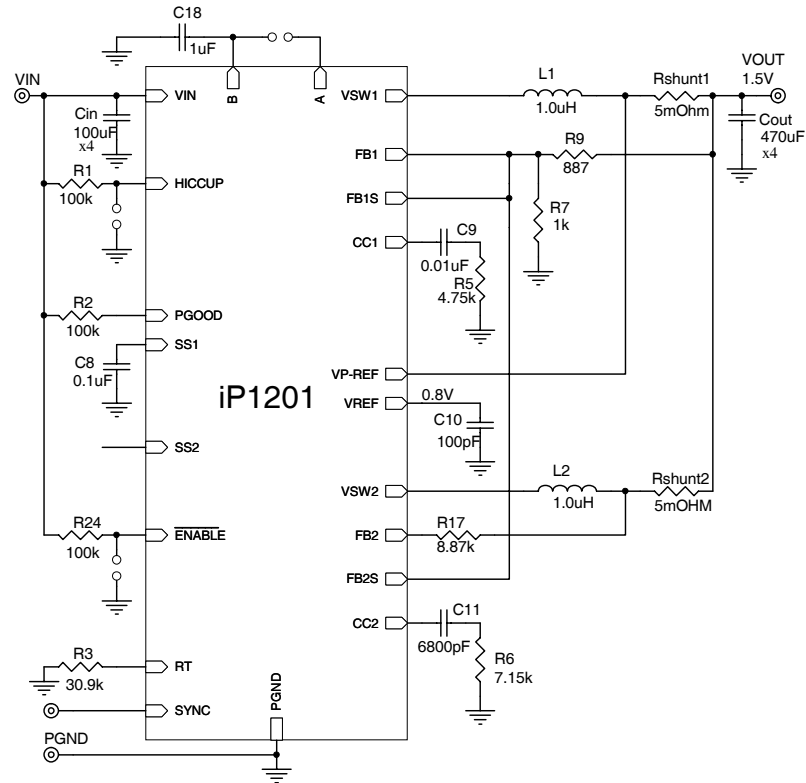 C18
1uF
VIN
B
A
VIN
Cin
100uF
x4
R1
100k
HICCUP
R2
100k
PGOOD
SS1
C8
0.1uF
iP1201
SS2
R24
100k
ENABLE
R3
30.9k
RT
SYNC
PGND
PGND
VSW1
L1
1.0uH
Rshunt1
5mOhm
VOUT
1.5V
Cout
470uF
x4
FB1
R9
887
FB1S
R7
1k
CC1
C9
0.01uF
R5
4.75k
VP-REF
VREF
0.8V
C10
100pF
VSW2
L2
1.0uH
Rshunt2
5mOHM
FB2
R17
8.87k
FB2S
CC2
C11
6800pF
R6
7.15k